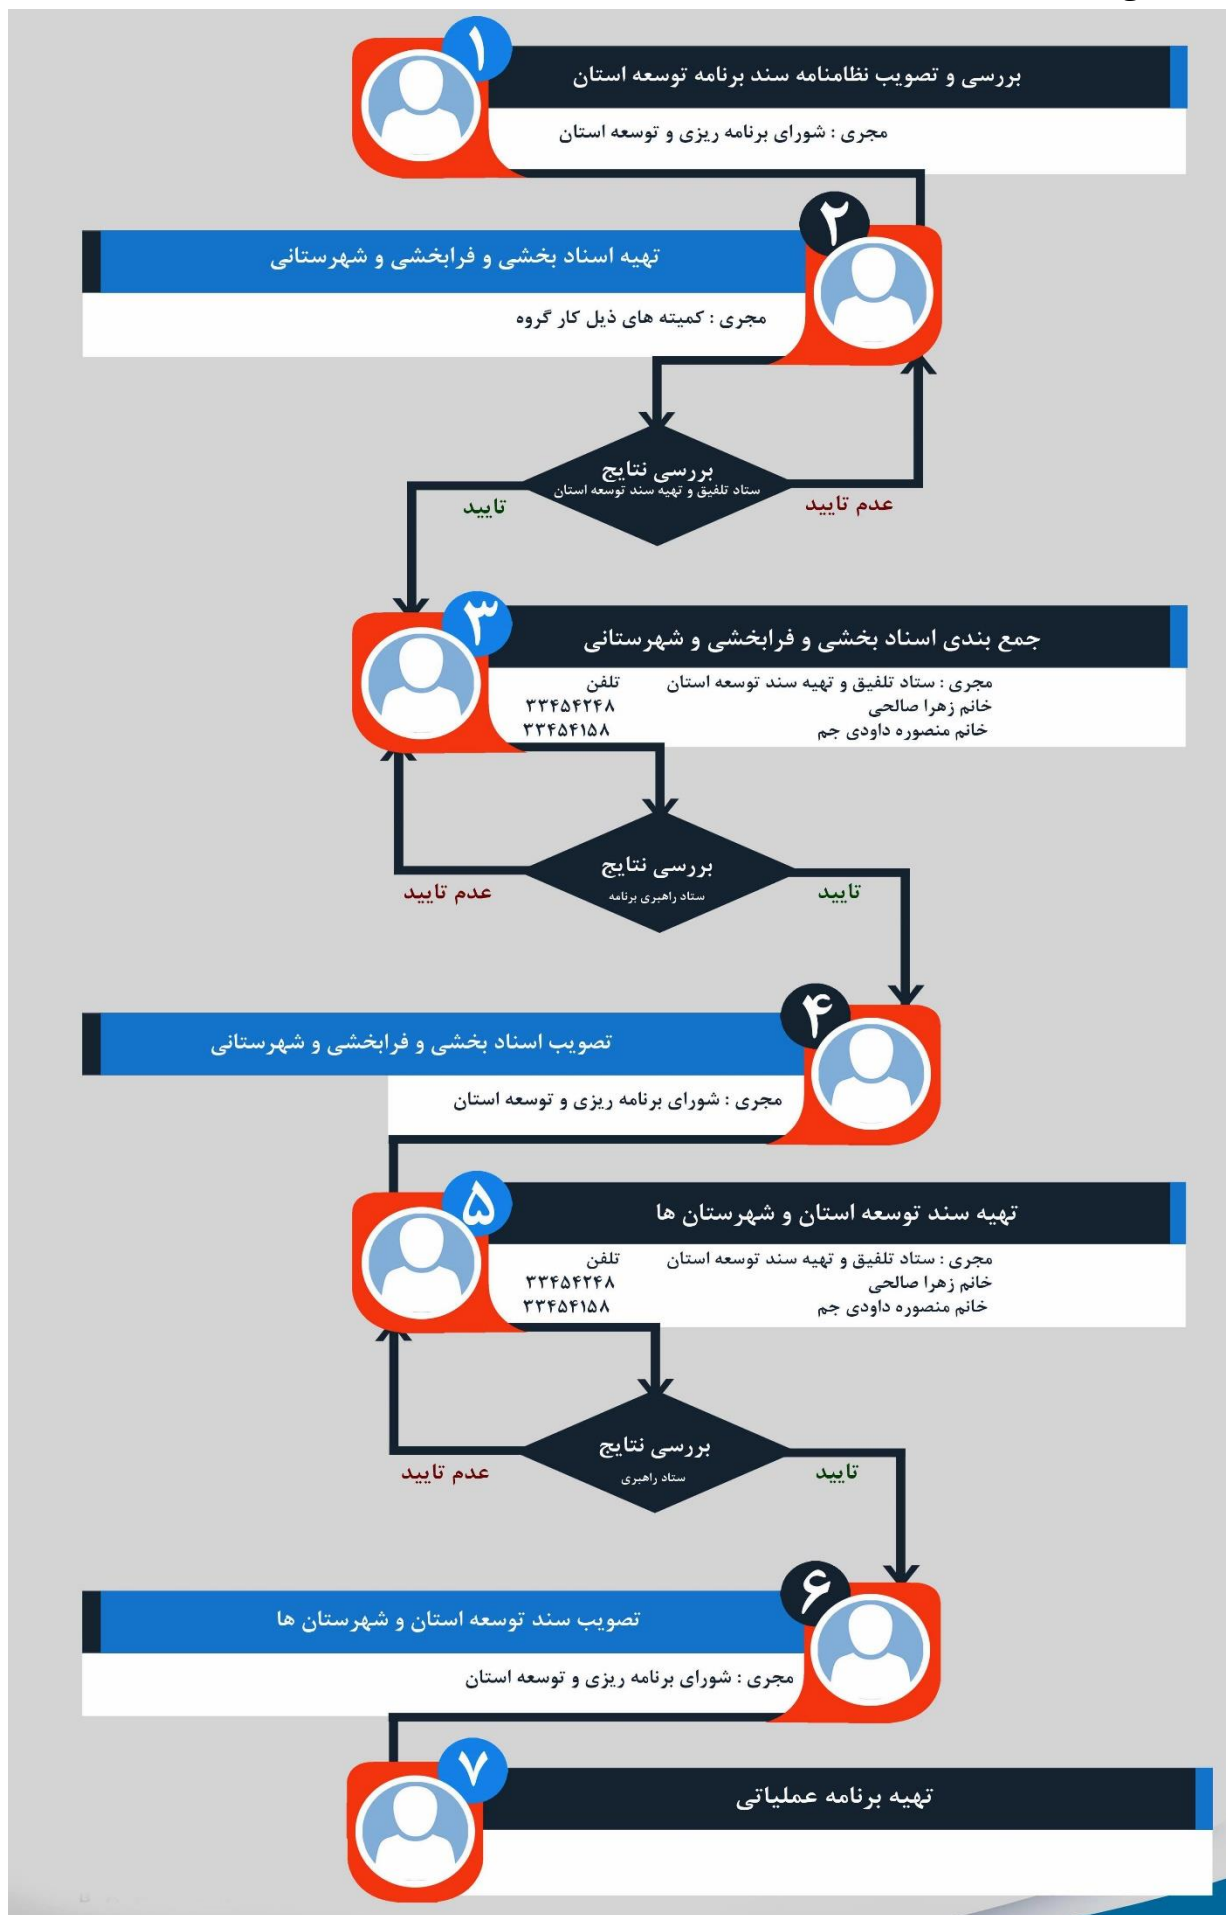 ۱
بررسی و تصویب نظامنامه سند برنامه توسعه استان
مجری : شورای برنامه ریزی و توسعه استان
۲
تهیه اسناد بخشی و فرابخشی و شهرستانی
مجری : کمیته های ذیل کار گروه
بررسی نتایج
ستاد تلفیق و تهیه سند توسعه استان
عدم تایید
تایید
۳
جمع بندی اسناد بخشی و فرابخشی و شهرستانی
مجری : ستاد تلفیق و تهیه سند توسعه استان تلفن
خانم زهرا صالحی ۳۳۴۵۴۲۴۸
خانم منصوره داودی جم ۳۳۴۵۴۱۵۸
بررسی نتایج
ستاد راهبری برنامه
تایید
عدم تایید
۴
تصویب اسناد بخشی و فرابخشی و شهرستانی
مجری : شورای برنامه ریزی و توسعه استان
۵
تهیه سند توسعه استان و شهرستان ها
مجری : ستاد تلفیق و تهیه سند توسعه استان تلفن
خانم زهرا صالحی ۳۳۴۵۴۲۴۸
خانم منصوره داودی جم ۳۳۴۵۴۱۵۸
بررسی نتایج
ستاد راهبری
تایید
عدم تایید
۶
تصویب سند توسعه استان و شهرستان ها
مجری : شورای برنامه ریزی و توسعه استان
۷
تهیه برنامه عملیاتی